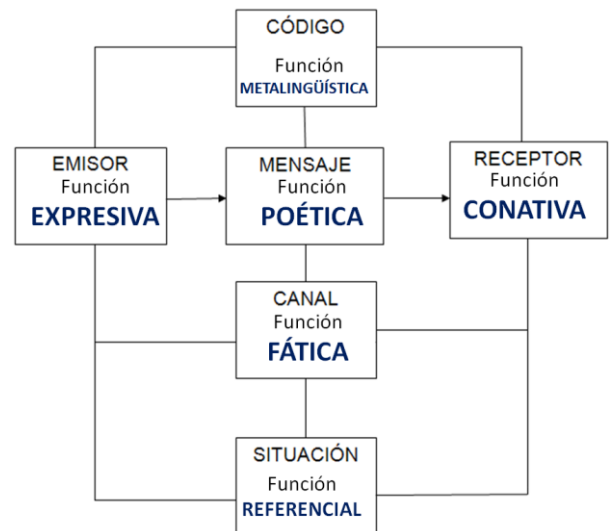 CÓDIGO
Función
METALINGÜÍSTICA
EMISOR
Función
EXPRESIVA
MENSAJE
Función
POÉTICA
RECEPTOR
Función
CONATIVA
CANAL
Función
FÁTICA
SITUACIÓN
Función
REFERENCIAL